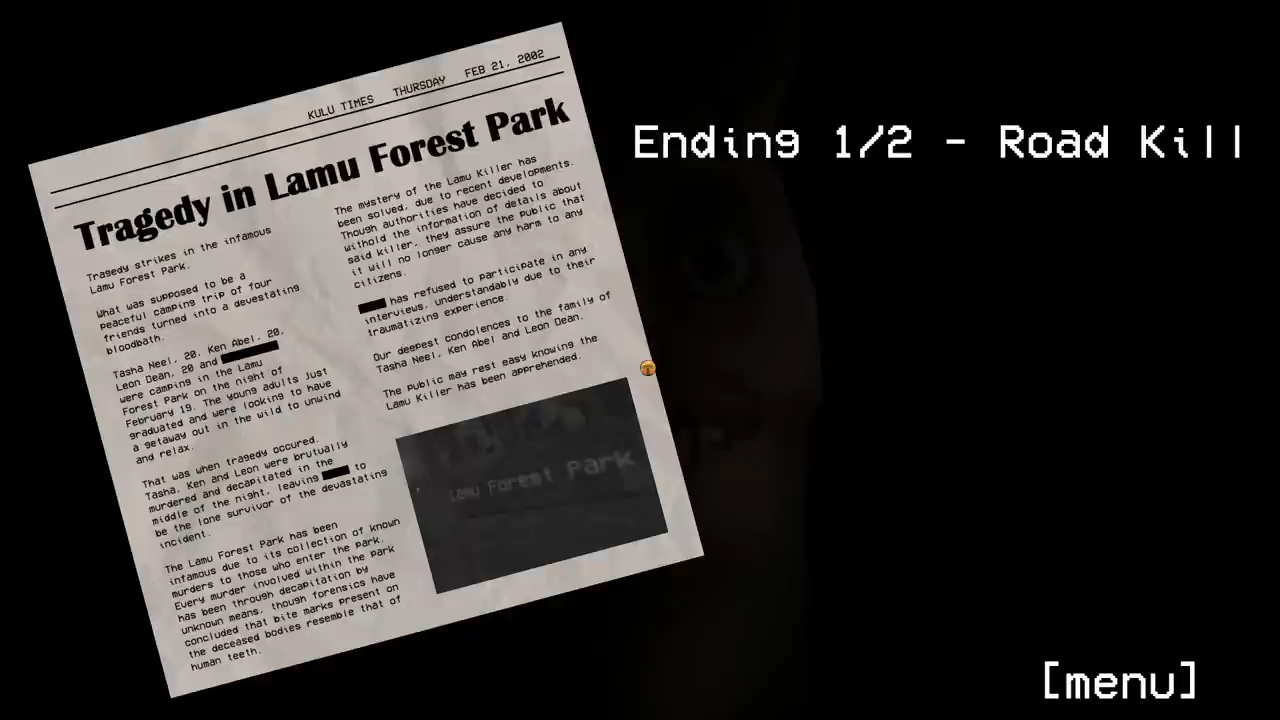 KULU TIMES THURSDAY FEB 21, 2002
Tragedy in Lamu Forest Park
Tragedy strikes in the infamous
Lamu Forest Park.
What was supposed to be a
peaceful camping trip of four
friends turned into a devastating
bloodbath.
Tasha Neel, 20, Ken Abel, 20,
Leon Dean, 20 and
were camping in the Lamu
Forest Park on the night of
February 19. The young adults just
graduated and were looking to have
a getaway out in the wild to unwind
and relax.
That was when tragedy occured.
Tasha, Ken and Leon were brutually
murdered and decapitated in the
middle of the night, leaving to
be the lone survivor of the devastating
incident.
The Lamu Forest Park has been
infamous due to its collection of known
murders to those who enter the park.
Every murder involved within the park
has been through decapitation by
unknown means, though forensics have
concluded that bite marks present on
the deceased bodies resemble that of
human teeth.
The mystery of the Lamu Killer has
been solved, due to recent developments.
Though authorities have decided to
withold the information of details about
said killer, they assure the public that
it will no longer cause any harm to any
citizens.
has refused to participate in any
interviews, understandably due to their
traumatizing experience.
Our deepest condolences to the family of
Tasha Neel, Ken Abel and Leon Dean.
The public may rest easy knowing the
Lamu Killer has been apprehended.
Lamu Forest Park
Ending 1/2 - Road Kill
[menu]